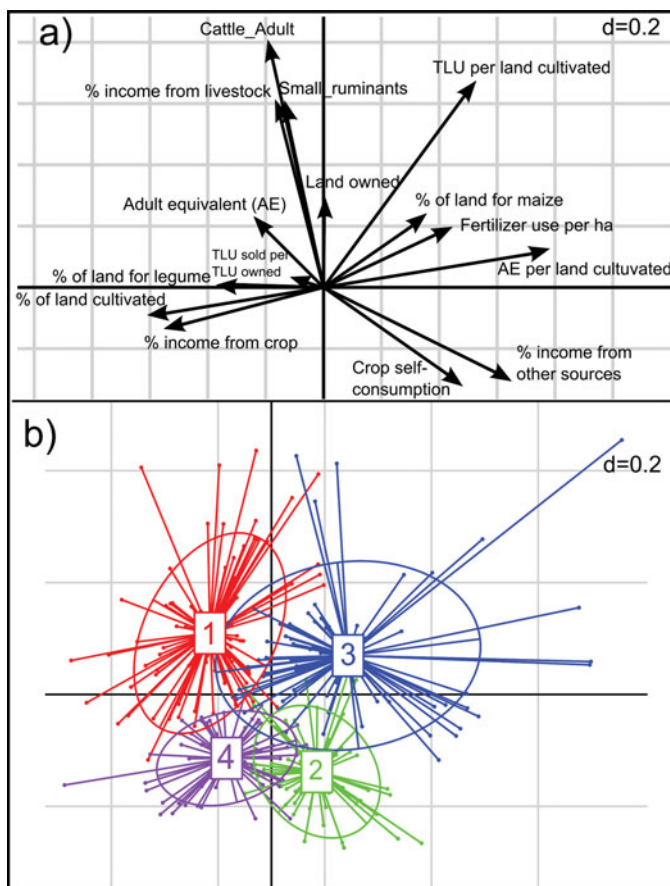 a)
Cattle_Adult
d=0.2
TLU per land cultivated
% income from livestock
Small_ruminants
Land owned
% of land for maize
Adult equivalent (AE)
Fertilizer use per ha
TLU sold per
TLU owned
AE per land cultuvated
% of land for legume
% of land cultivated
% income from crop
Crop self-
consumption
% income from
other sources
b)
d=0.2
1
3
4
2